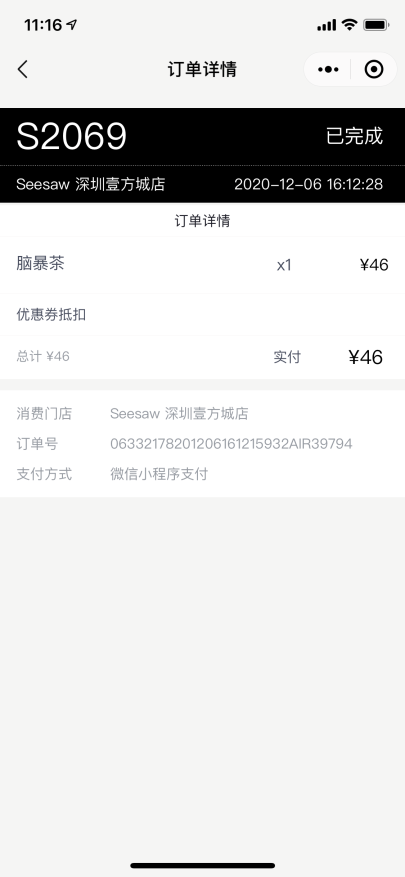 11:16
订单详情
S2069 已完成
Seesaw 深圳壹方城店 2020-12-06 16:12:28
订单详情
脑暴茶 x1 ¥46
优惠券抵扣
总计 ¥46 实付 ¥46
消费门店 Seesaw 深圳壹方城店
订单号 06332178201206161215932AIR39794
支付方式 微信小程序支付